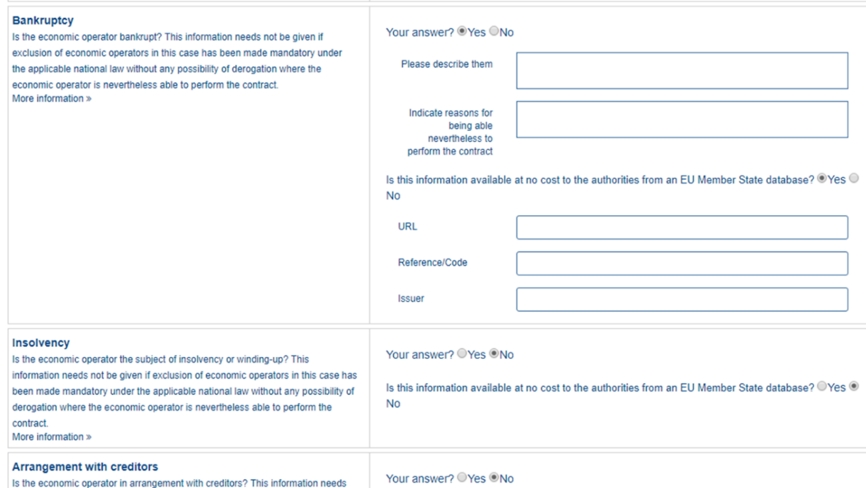 Bankruptcy
Is the economic operator bankrupt? This information needs not be given if
exclusion of economic operators in this case has been made mandatory under
the applicable national law without any possibility of derogation where the
economic operator is nevertheless able to perform the contract.
More information »
Your answer? Yes No
Please describe them
Indicate reasons for
being able
nevertheless to
perform the contract
Is this information available at no cost to the authorities from an EU Member State database? Yes
No
URL
Reference/Code
Issuer
Insolvency
Is the economic operator the subject of insolvency or winding-up? This
information needs not be given if exclusion of economic operators in this case has
been made mandatory under the applicable national law without any possibility of
derogation where the economic operator is nevertheless able to perform the
contract.
More information »
Your answer? Yes No
Is this information available at no cost to the authorities from an EU Member State database? Yes
No
Arrangement with creditors
Is the economic operator in arrangement with creditors? This information needs
Your answer? Yes No